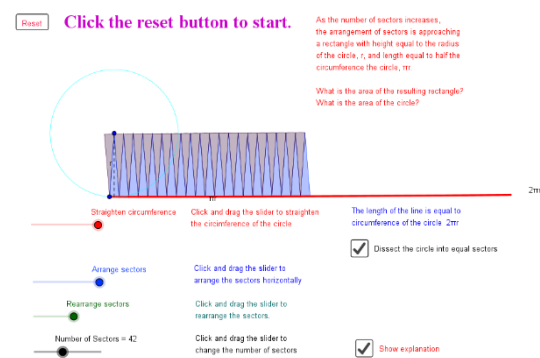 Reset
Click the reset button to start.
As the number of sectors increases,
the arrangement of sectors is approaching
a rectangle with height equal to the radius
of the circle, r, and length equal to half the
circumference the circle, πr
What is the area of the resulting rectangle?
What is the area of the circle?
r
πr
2πr
Straighten circumference
Click and drag the slider to straighten
the circimference of the circle
The length of the line is equal to
circumference of the circle 2πr
Dissect the circle into equal sectors
Arrange sectors
Click and drag the slider to
arrange the sectors horizontally
Rearrange sectors
Click and drag the slider to
rearrange the sectors.
Number of Sectors = 42
Click and drag the slider to
change the number of sectors
Show explanation